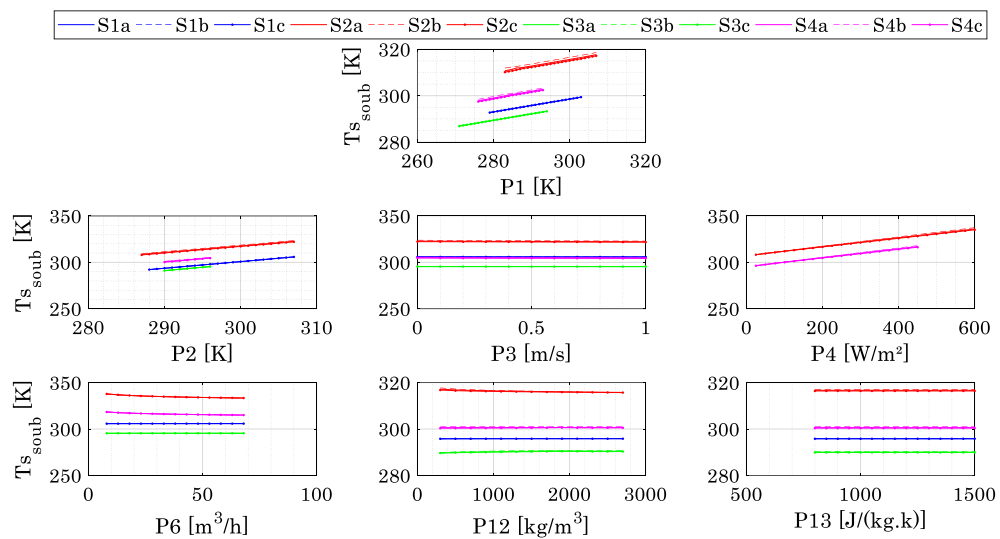 S1a S1b S1c S2a S2b S2c S3a S3b S3c S4a S4b S4c
Ts_soub [K]
320
300
280
260 280 300 320
P1 [K]
Ts_soub [K]
350
300
250
280 290 300 310
P2 [K]
350
300
250
0 0.5 1
P3 [m/s]
350
300
250
0 200 400 600
P4 [W/m²]
Ts_soub [K]
350
300
250
0 50 100
P6 [m³/h]
320
300
280
0 1000 2000 3000
P12 [kg/m³]
320
300
280
500 1000 1500
P13 [J/(kg.k)]